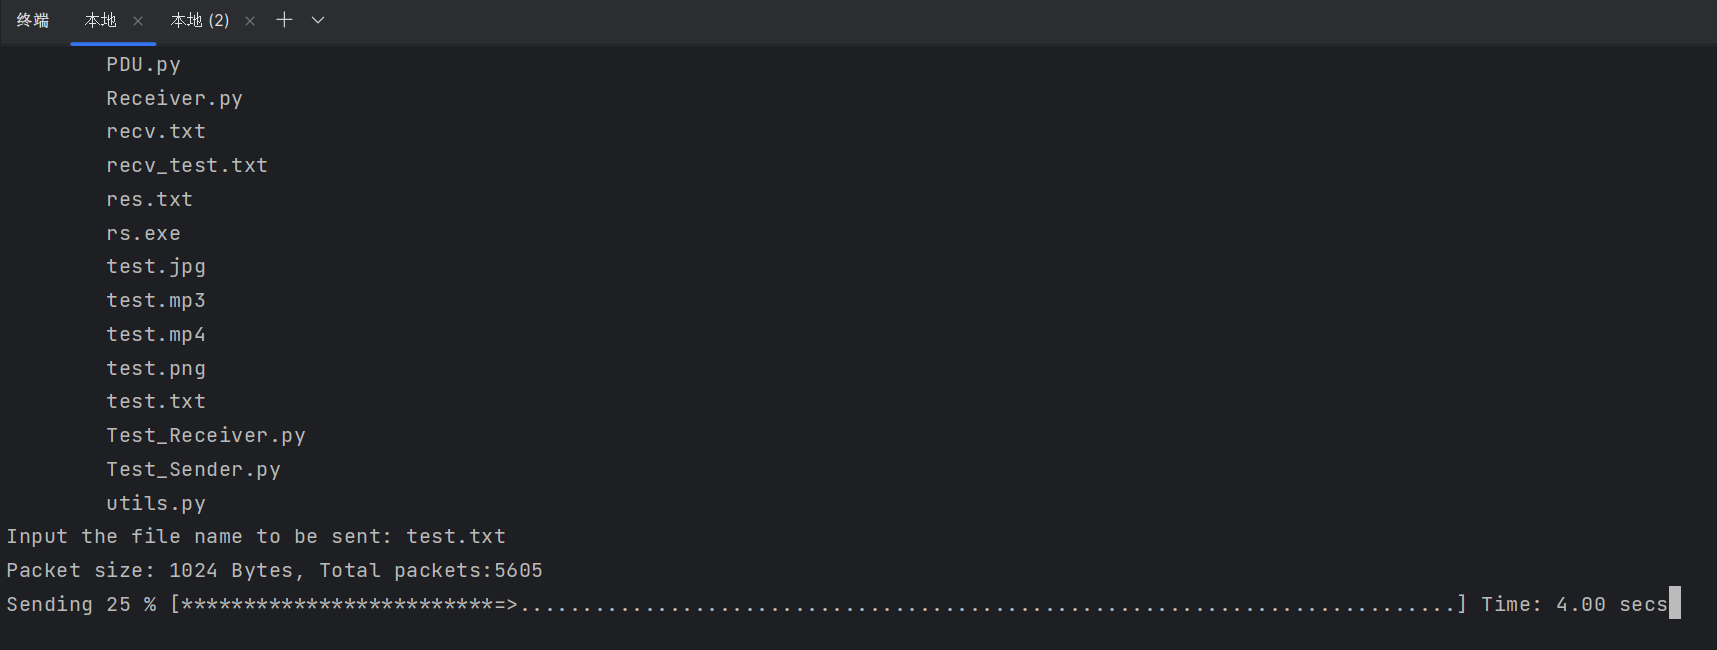 终端 本地 × 本地 (2) × +
PDU.py
Receiver.py
recv.txt
recv_test.txt
res.txt
rs.exe
test.jpg
test.mp3
test.mp4
test.png
test.txt
Test_Receiver.py
Test_Sender.py
utils.py
Input the file name to be sent: test.txt
Packet size: 1024 Bytes, Total packets:5605
Sending 25 % [*************************=>...........................................................................] Time: 4.00 secs